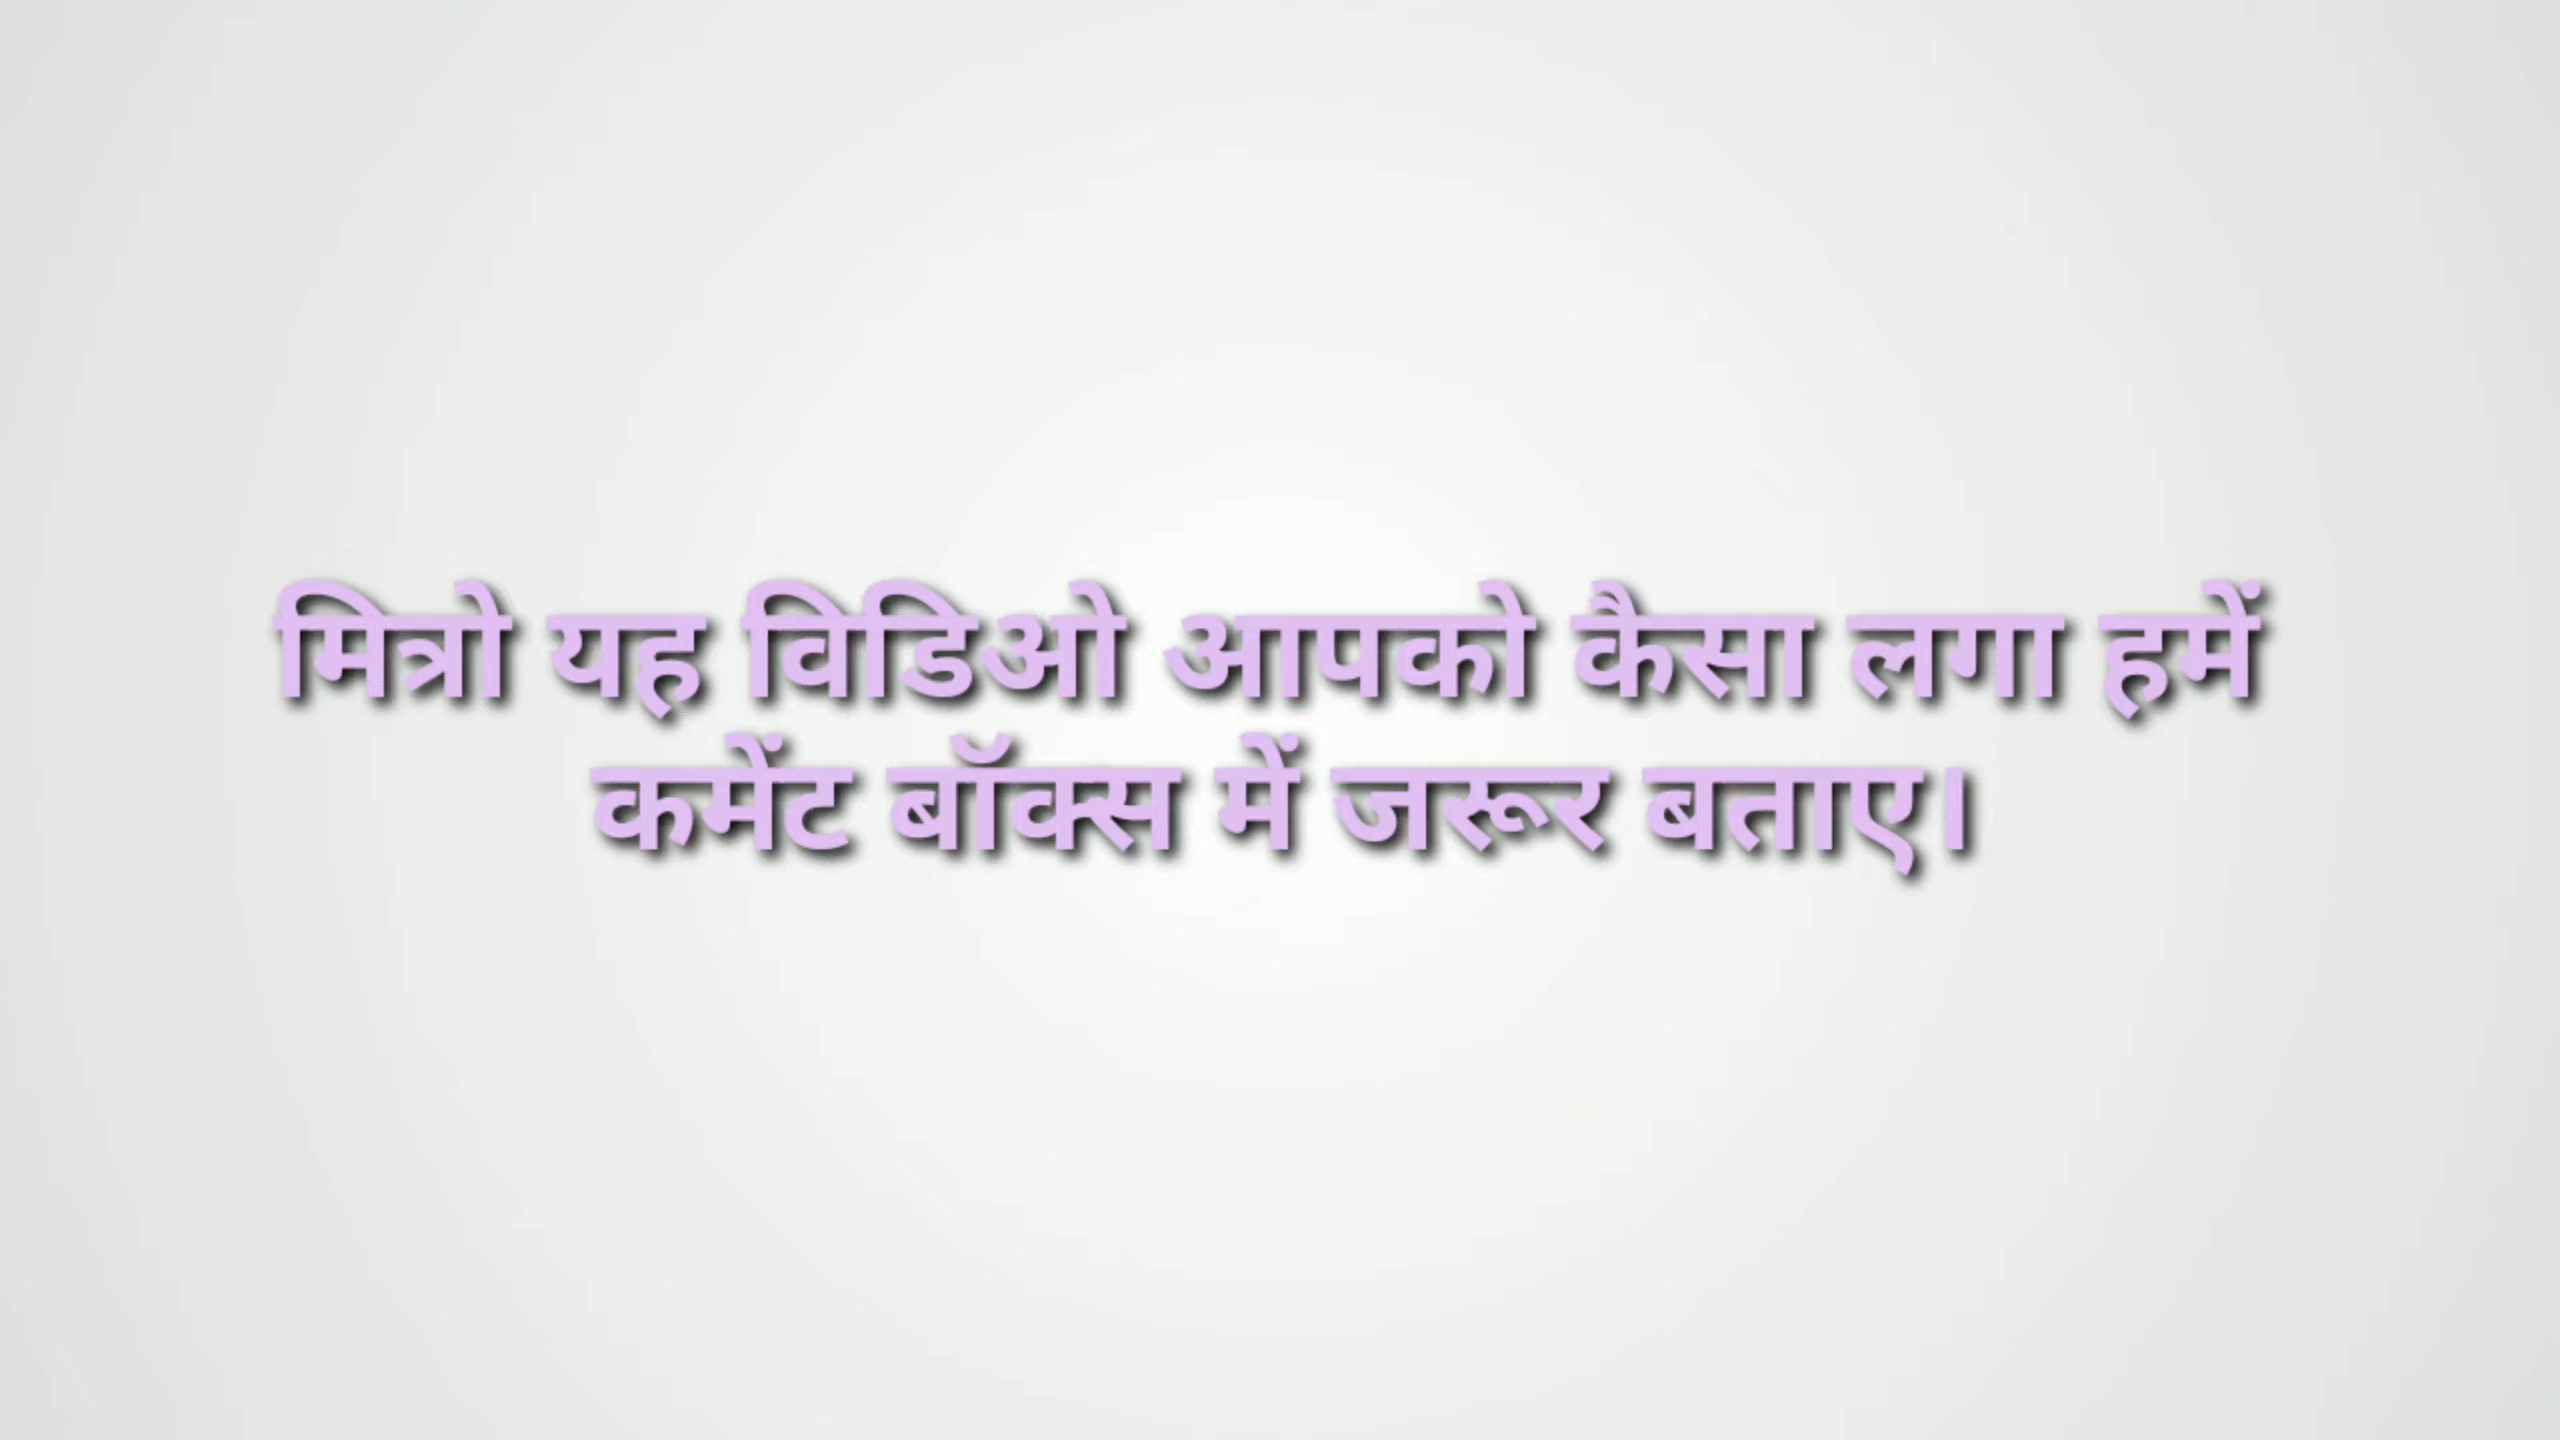 मित्रो यह विडिओ आपको कैसा लगा हमें
कमेंट बॉक्स में जरूर बताए।